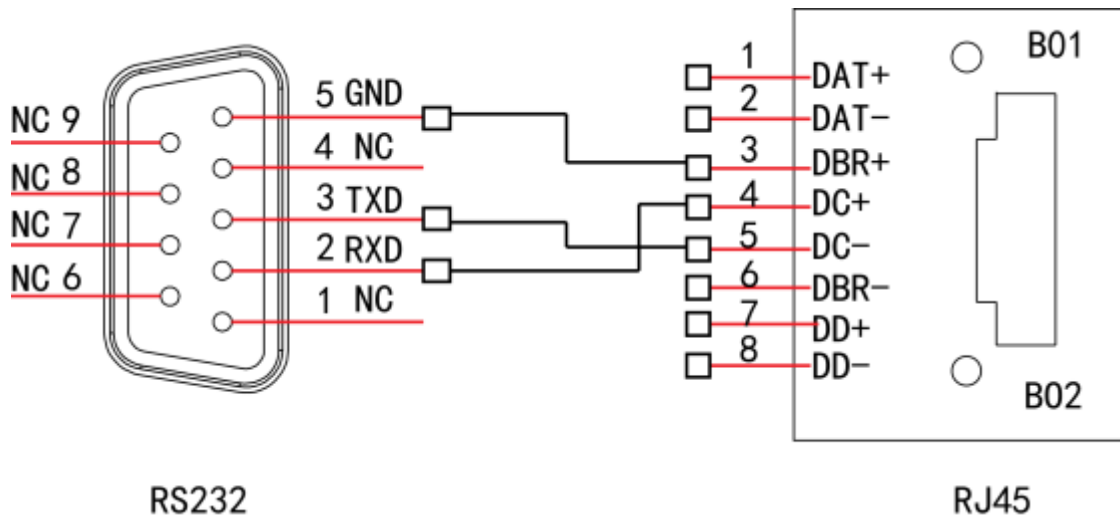 NC 9
NC 8
NC 7
NC 6
5 GND
4 NC
3 TXD
2 RXD
1 NC
1 DAT+
2 DAT-
3 DBR+
4 DC+
5 DC-
6 DBR-
7 DD+
8 DD-
B01
B02
RS232
RJ45